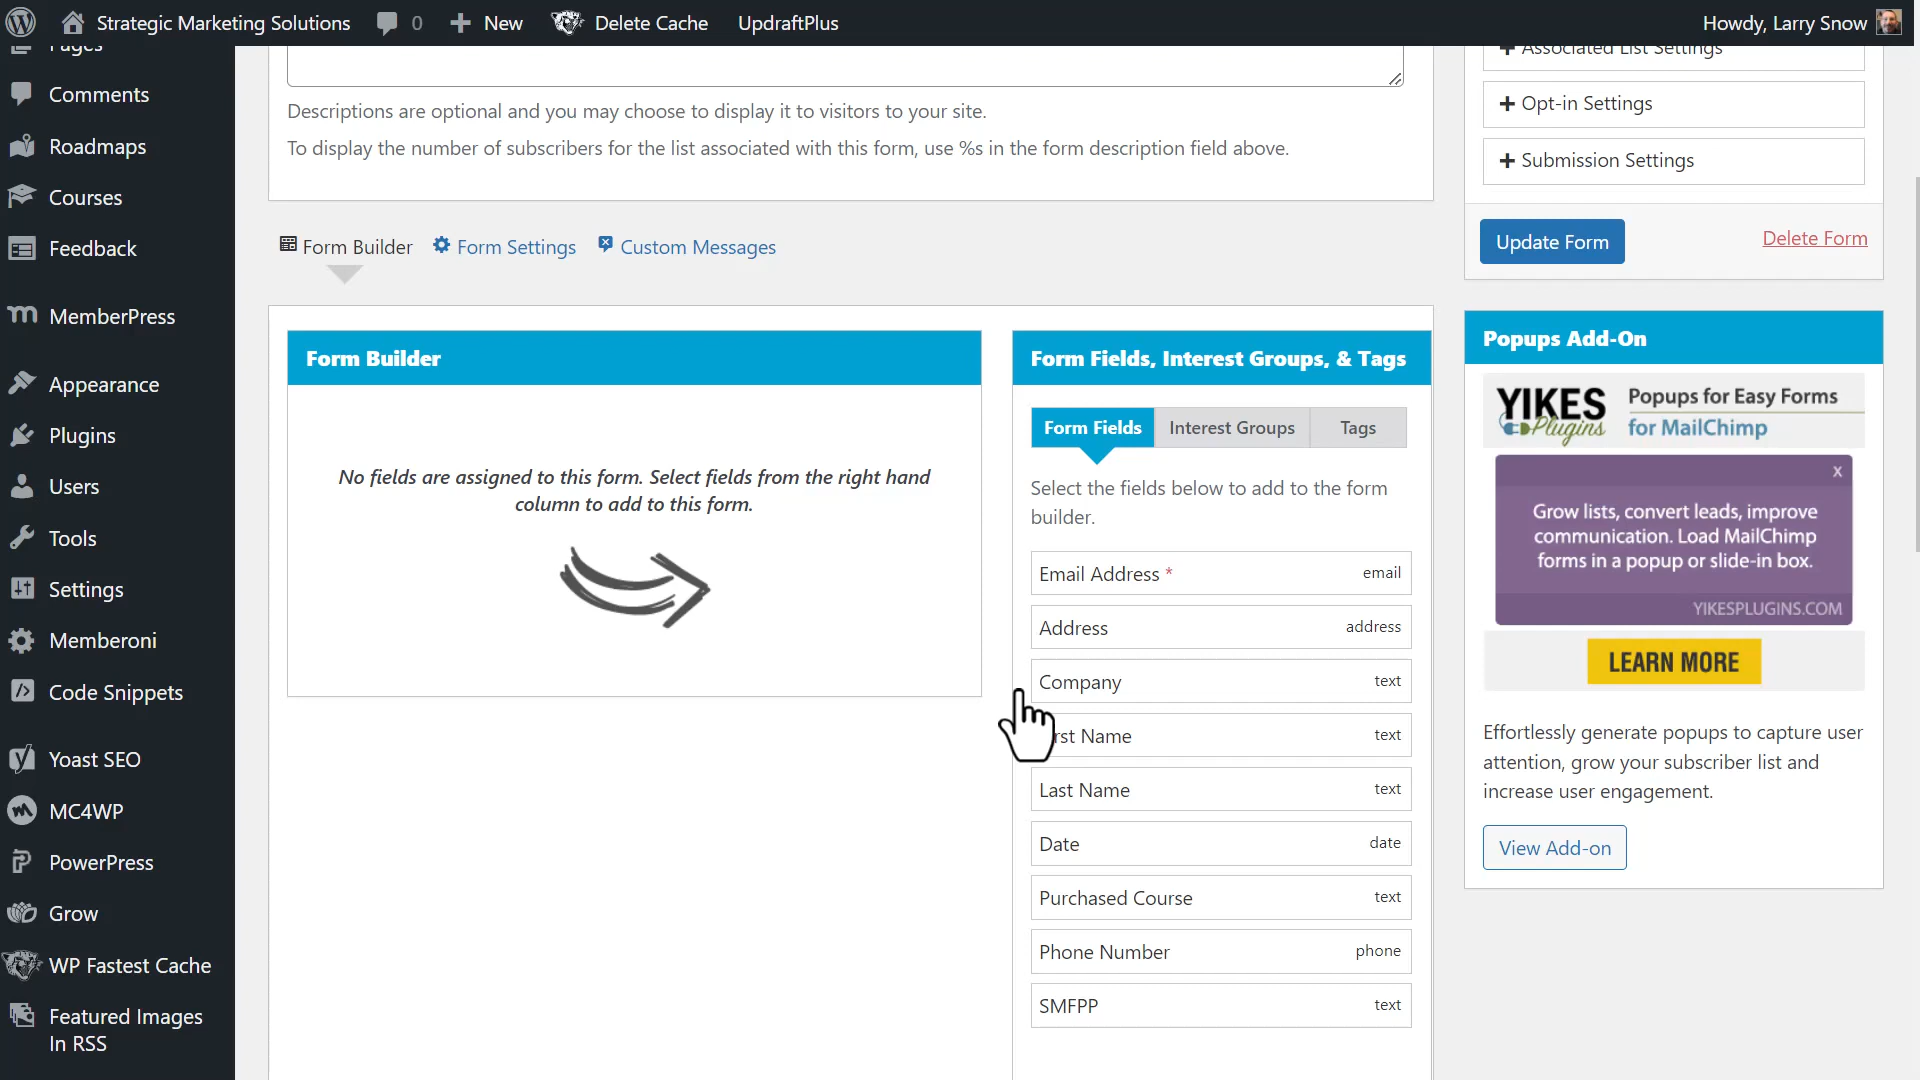 Strategic Marketing Solutions
0
New
Delete Cache
UpdraftPlus
Howdy, Larry Snow
Pages
Comments
Roadmaps
Courses
Feedback
MemberPress
Appearance
Plugins
Users
Tools
Settings
Memberoni
Code Snippets
Yoast SEO
MC4WP
PowerPress
Grow
WP Fastest Cache
Featured Images
In RSS
Descriptions are optional and you may choose to display it to visitors to your site.
To display the number of subscribers for the list associated with this form, use %s in the form description field above.
Form Builder
Form Settings
Custom Messages
Form Builder
No fields are assigned to this form. Select fields from the right hand
column to add to this form.
Form Fields, Interest Groups, & Tags
Form Fields
Interest Groups
Tags
Select the fields below to add to the form
builder.
Email Address * email
Address address
Company text
rst Name text
Last Name text
Date date
Purchased Course text
Phone Number phone
SMFPP text
Associated List Settings
Opt-in Settings
Submission Settings
Update Form
Delete Form
Popups Add-On
YIKES
Plugins
Popups for Easy Forms
for MailChimp
x
Grow lists, convert leads, improve
communication. Load MailChimp
forms in a popup or slide-in box.
YIKESPLUGINS.COM
LEARN MORE
Effortlessly generate popups to capture user
attention, grow your subscriber list and
increase user engagement.
View Add-on